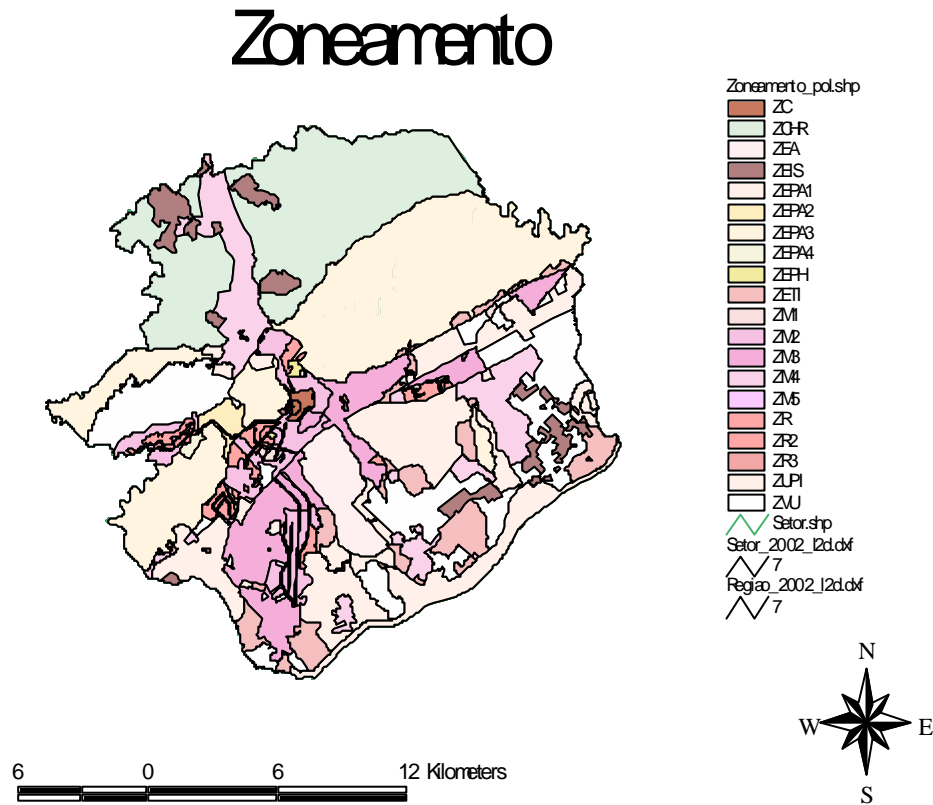 Zoneamento
Zoneamento_pol.shp
ZC
ZCHR
ZEA
ZEIS
ZEPA1
ZEPA2
ZEPA3
ZEPA4
ZEPH
ZETI
ZM1
ZM2
ZM3
ZM4
ZM5
ZR
ZR2
ZR3
ZUPI
ZVU
Setor.shp
Setor_2002_l2d.dxf
7
Regiao_2002_l2d.dxf
7
N
W E
S
6 0 6 12 Kilometers